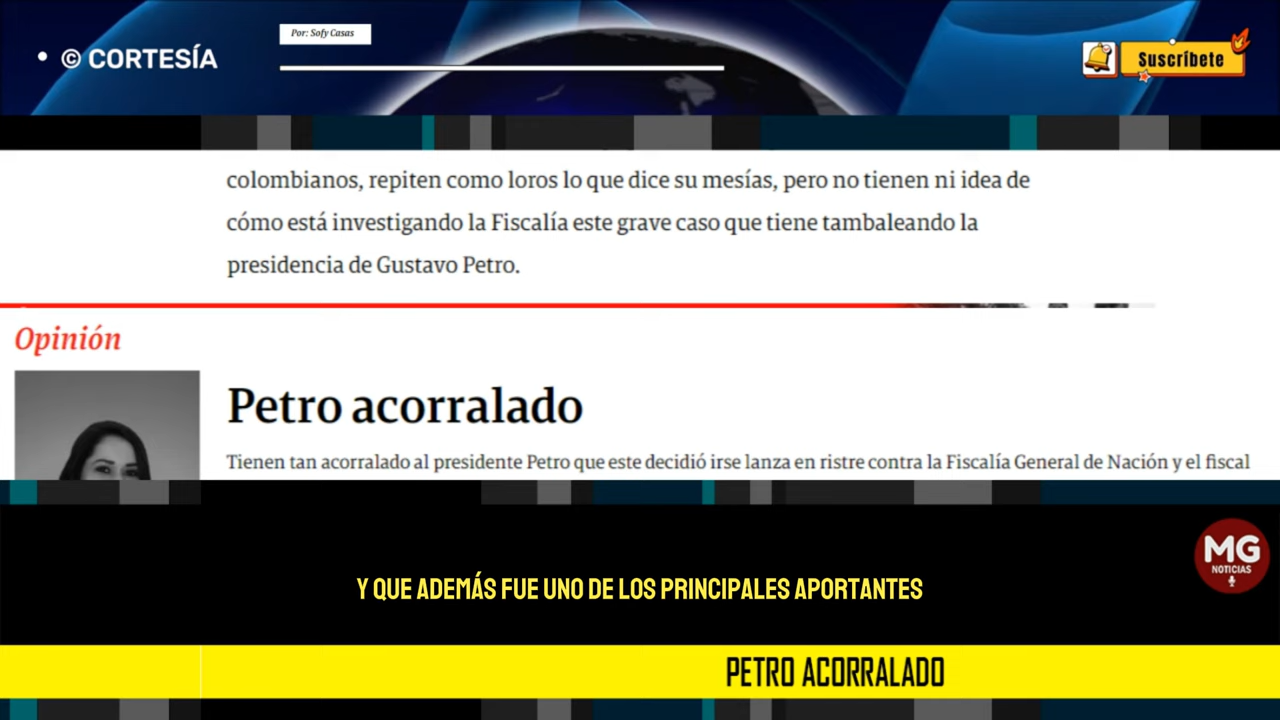 Por: Sofy Casas
• © CORTESÍA
Suscríbete
colombianos, repiten como loros lo que dice su mesías, pero no tienen ni idea de
cómo está investigando la Fiscalía este grave caso que tiene tambaleando la
presidencia de Gustavo Petro.
Opinión
Petro acorralado
Tienen tan acorralado al presidente Petro que este decidió irse lanza en ristre contra la Fiscalía General de Nación y el fiscal
MG
NOTICIAS
Y QUE ADEMÁS FUE UNO DE LOS PRINCIPALES APORTANTES
PETRO ACORRALADO